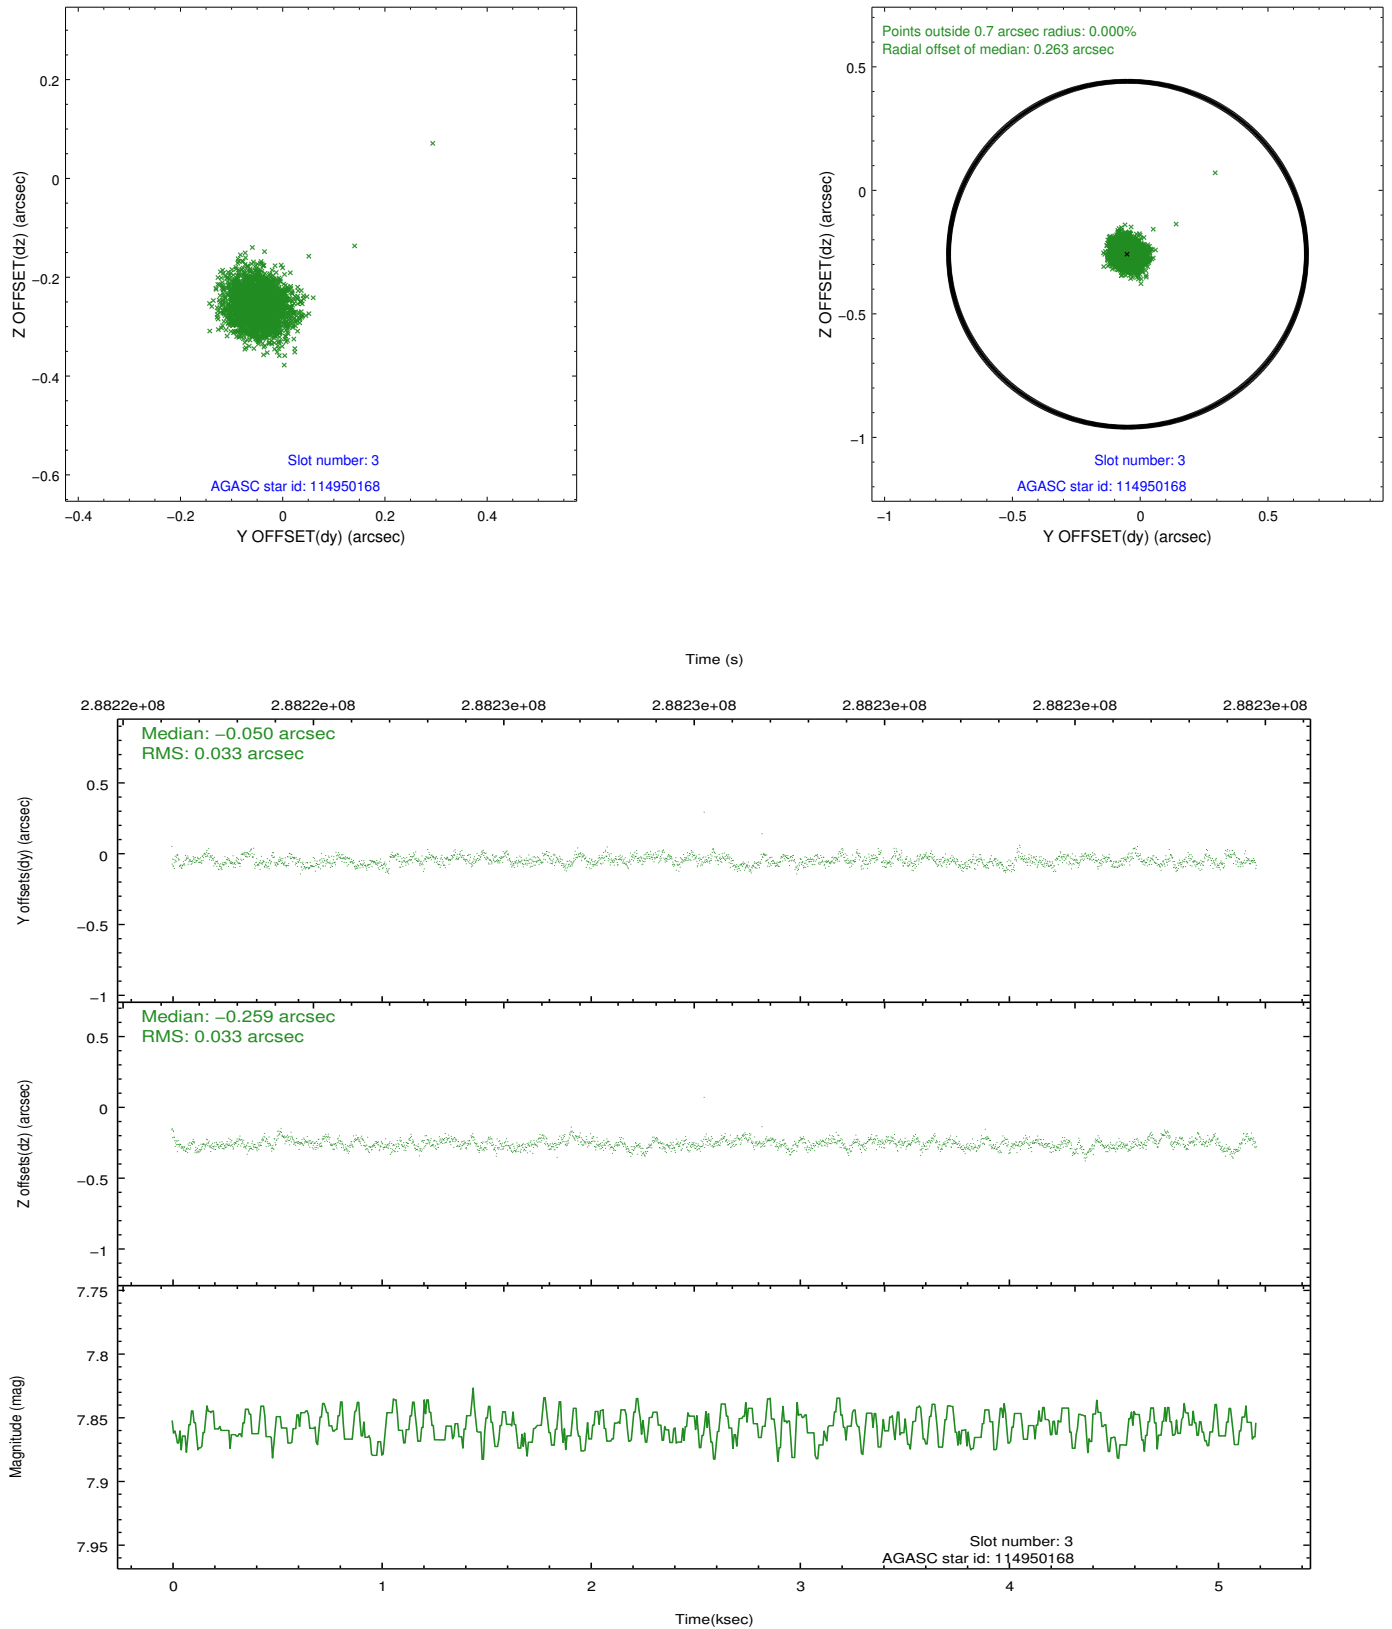 0.2
0
−0.2
−0.4
−0.6
Z OFFSET(dz) (arcsec)
Slot number: 3
AGASC star id: 114950168
−0.4
−0.2
0
0.2
0.4
Y OFFSET(dy) (arcsec)
Points outside 0.7 arcsec radius: 0.000%
Radial offset of median: 0.263 arcsec
0.5
0
−0.5
−1
Z OFFSET(dz) (arcsec)
Slot number: 3
AGASC star id: 114950168
−1
−0.5
0
0.5
Y OFFSET(dy) (arcsec)
Time (s)
2.8822e+08
2.8822e+08
2.8823e+08
2.8823e+08
2.8823e+08
2.8823e+08
2.8823e+08
Median: −0.050 arcsec
RMS: 0.033 arcsec
0.5
0
−0.5
−1
Y offsets(dy) (arcsec)
Median: −0.259 arcsec
RMS: 0.033 arcsec
0.5
0
−0.5
−1
Z offsets(dz) (arcsec)
7.75
7.8
7.85
7.9
7.95
Magnitude (mag)
Slot number: 3
AGASC star id: 114950168
0
1
2
3
4
5
Time(ksec)